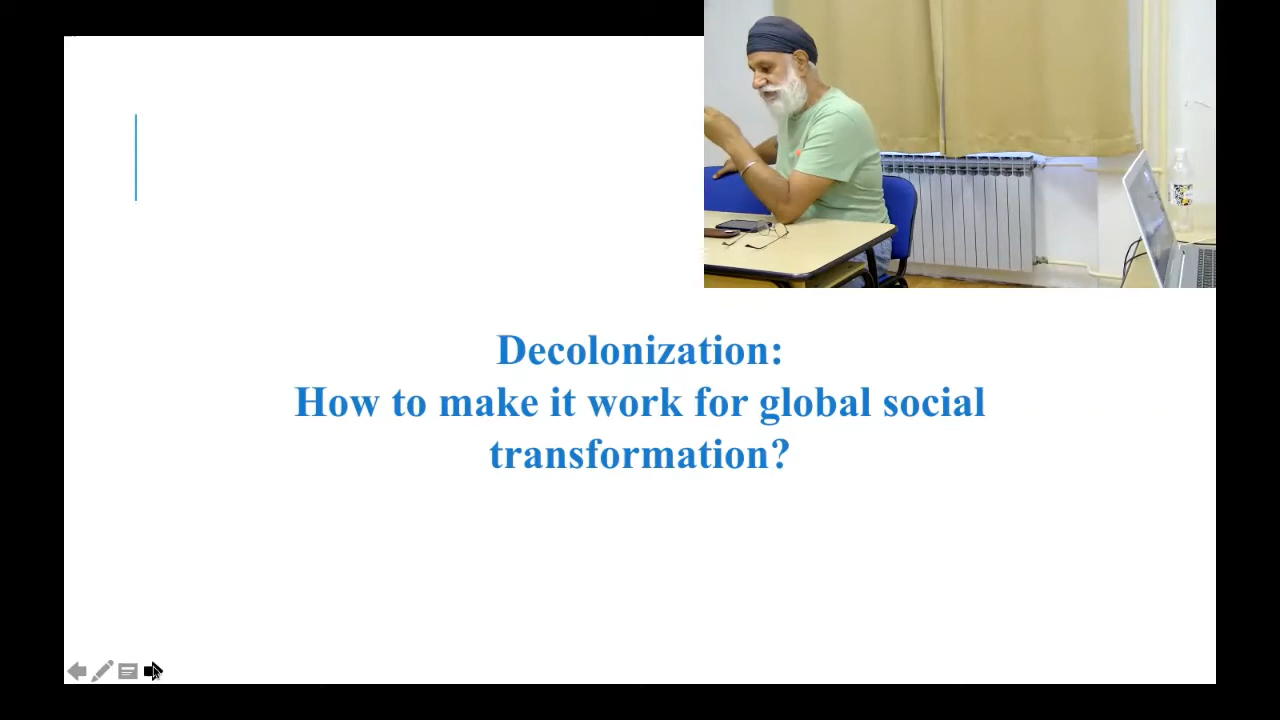 Decolonization:
How to make it work for global social
transformation?